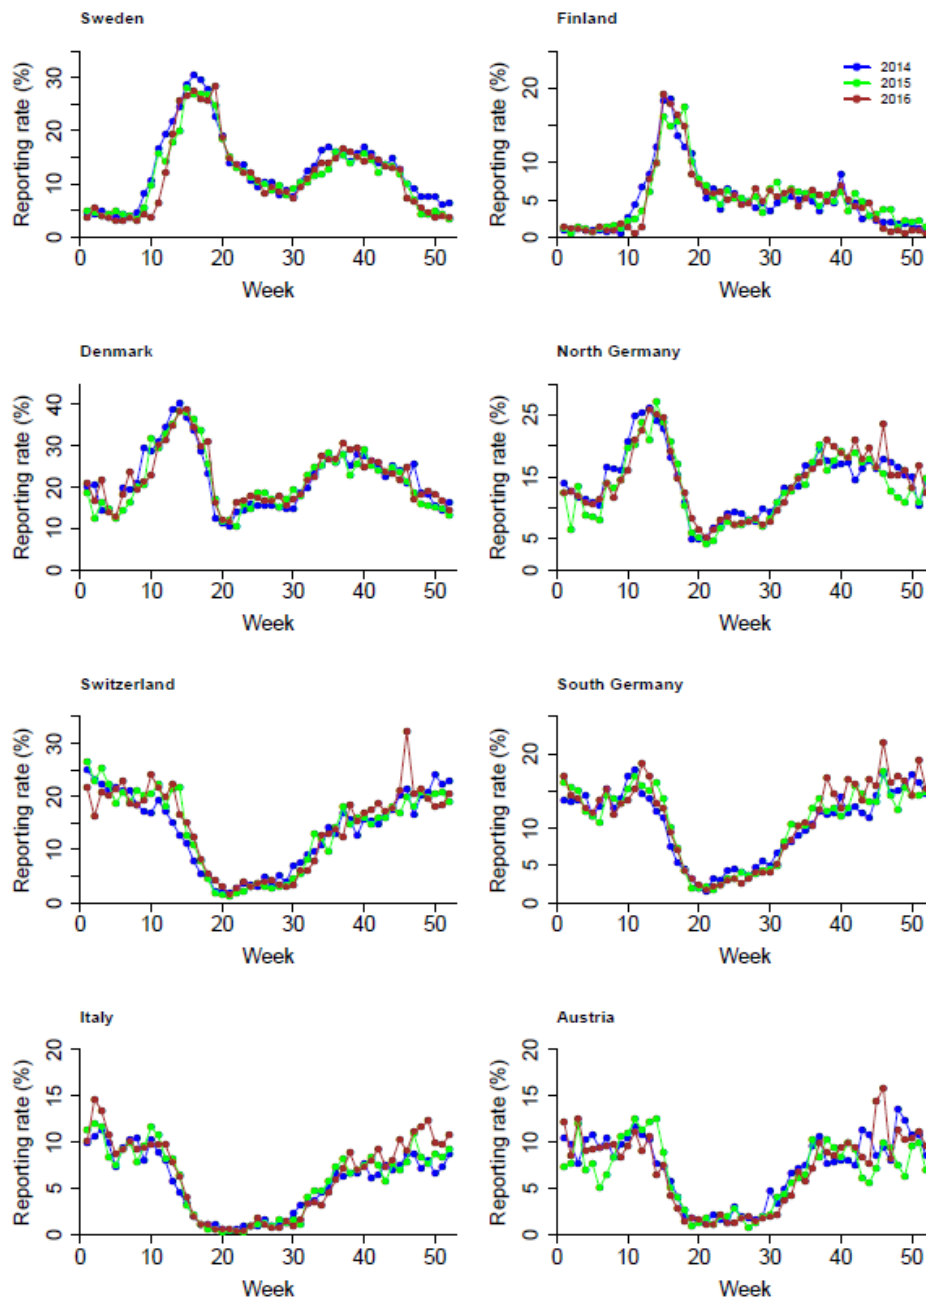 Sweden
Reporting rate (%)
0 10 20 30
0 10 20 30 40 50
Week
Finland
Reporting rate (%)
0 5 10 20
0 10 20 30 40 50
Week
2014
2015
2016
Denmark
Reporting rate (%)
0 10 20 30 40
0 10 20 30 40 50
Week
North Germany
Reporting rate (%)
0 5 15 25
0 10 20 30 40 50
Week
Switzerland
Reporting rate (%)
0 10 20 30
0 10 20 30 40 50
Week
South Germany
Reporting rate (%)
0 5 10 20
0 10 20 30 40 50
Week
Italy
Reporting rate (%)
0 5 10 15 20
0 10 20 30 40 50
Week
Austria
Reporting rate (%)
0 5 10 15 20
0 10 20 30 40 50
Week